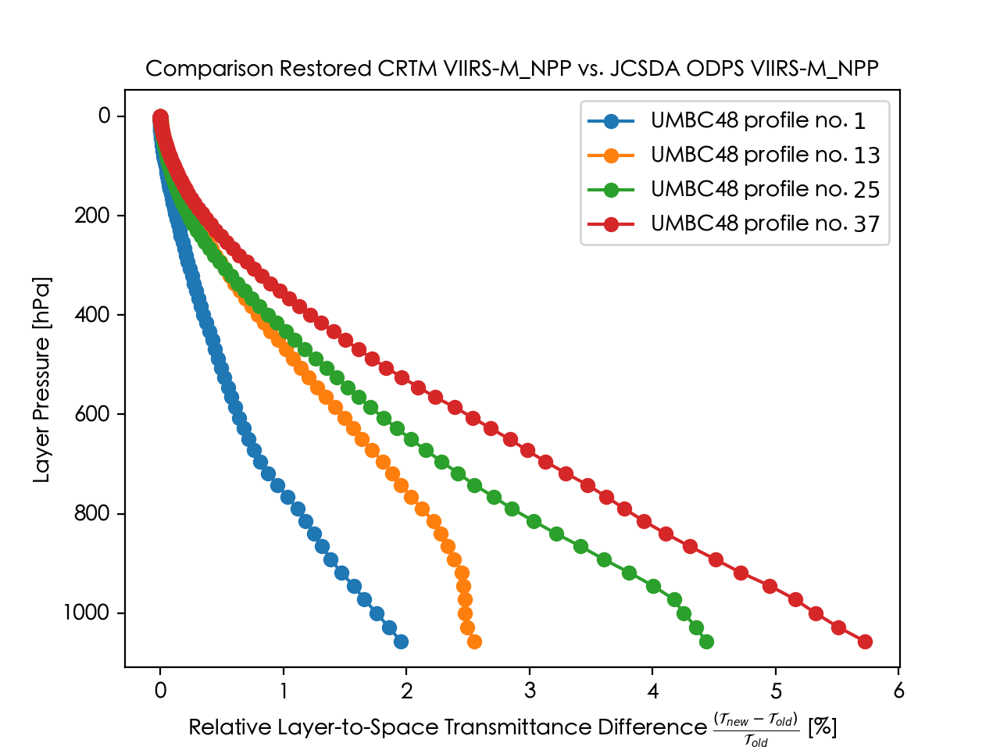 Comparison Restored CRTM VIIRS-M_NPP vs. JCSDA ODPS VIIRS-M_NPP
UMBC48 profile no. 1
UMBC48 profile no. 13
UMBC48 profile no. 25
UMBC48 profile no. 37
Layer Pressure [hPa]
0
200
400
600
800
1000
0 1 2 3 4 5 6
Relative Layer-to-Space Transmittance Difference (𝒯new − 𝒯old) / 𝒯old [%]